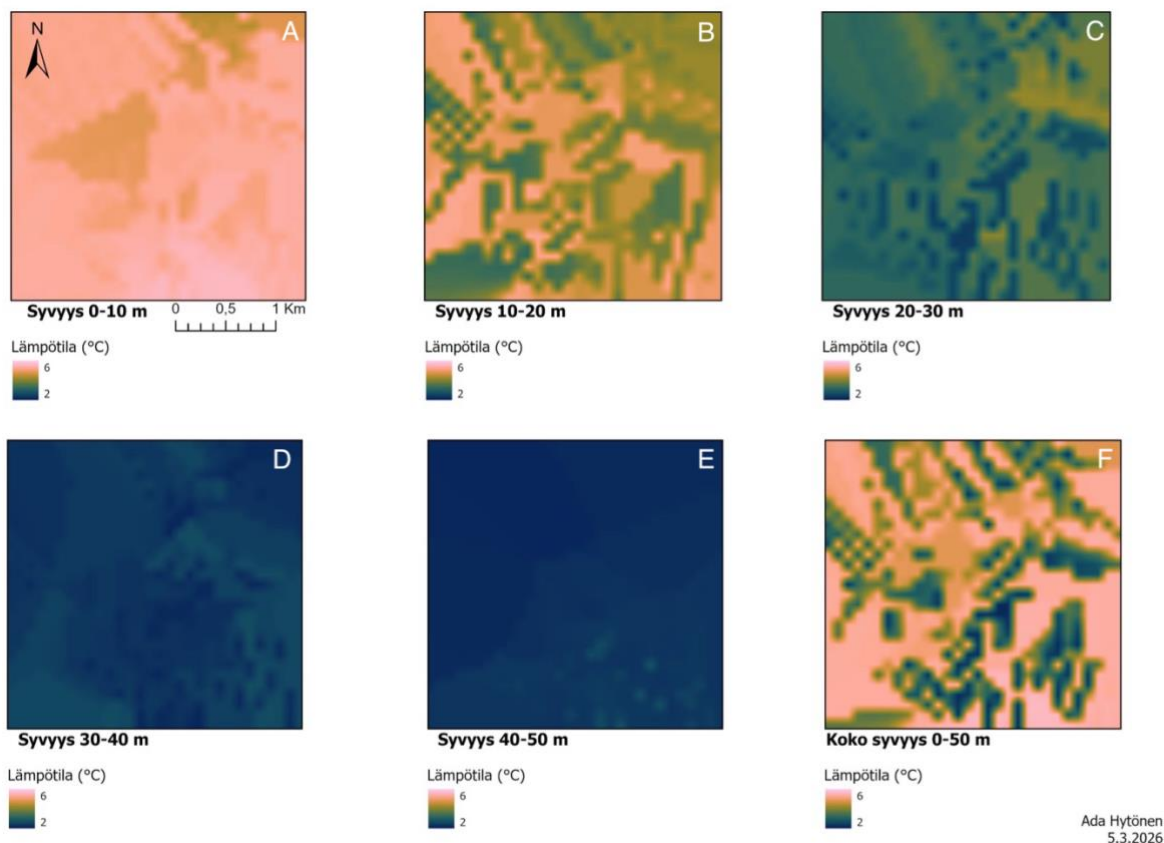 N
A
B
C
Syvyys 0-10 m
0 0,5 1 Km
Syvyys 10-20 m
Syvyys 20-30 m
Lämpötila (°C)
6
2
Lämpötila (°C)
6
2
Lämpötila (°C)
6
2
D
E
F
Syvyys 30-40 m
Syvyys 40-50 m
Koko syvyys 0-50 m
Lämpötila (°C)
6
2
Lämpötila (°C)
6
2
Lämpötila (°C)
6
2
Ada Hytönen
5.3.2026